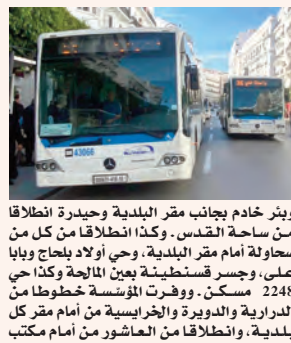 43066
وبئر خادم بجانب مقر البلدية وحيدرة انطلاقا
من ساحة القدس. وكذا انطلاقا من كل من
سحاولة أمام مقر البلدية، وحي أولاد بلحاج وبابا
علي، وجسر قسنطينة بعين المالحة وكذا حي
2248 مسكن. ووفرت المؤسسة خطوطا من
الدرارية والدويرة والخرايسية من أمام مقر كل
بلدية، وانطلاقا من العاشور من أمام مكتب